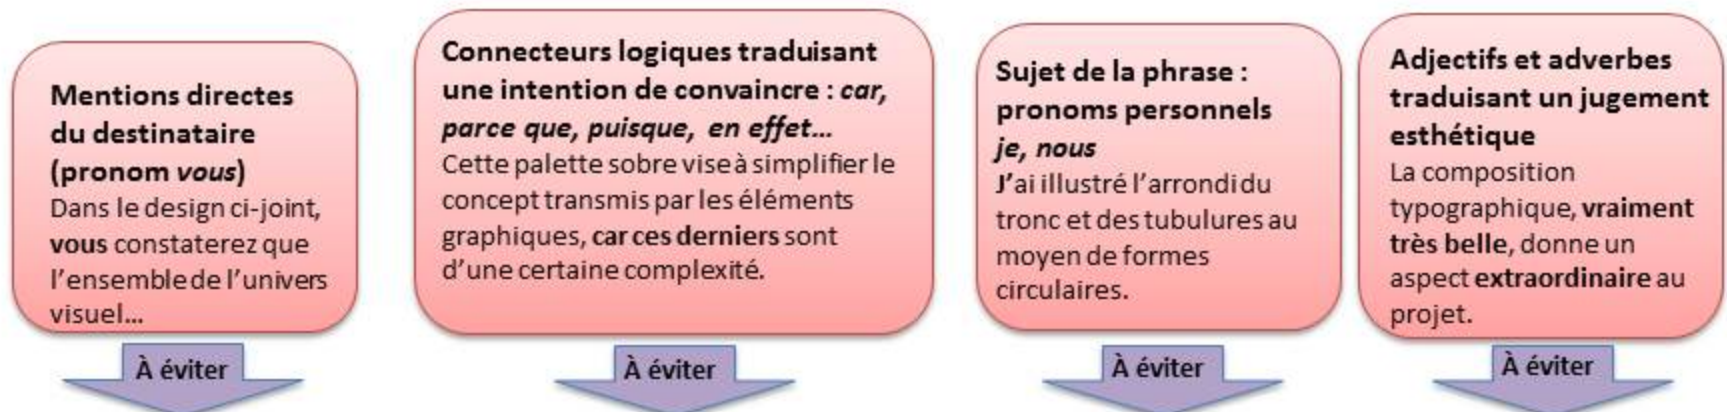 Mentions directes
du destinataire
(pronom vous)
Dans le design ci-joint,
vous constaterez que
l'ensemble de l'univers
visuel...
À éviter
Connecteurs logiques traduisant
une intention de convaincre : car,
parce que, puisque, en effet...
Cette palette sobre vise à simplifier le
concept transmis par les éléments
graphiques, car ces derniers sont
d'une certaine complexité.
À éviter
Sujet de la phrase :
pronoms personnels
je, nous
J'ai illustré l'arrondi du
tronc et des tubulures au
moyen de formes
circulaires.
À éviter
Adjectifs et adverbes
traduisant un jugement
esthétique
La composition
typographique, vraiment
très belle, donne un
aspect extraordinaire au
projet.
À éviter